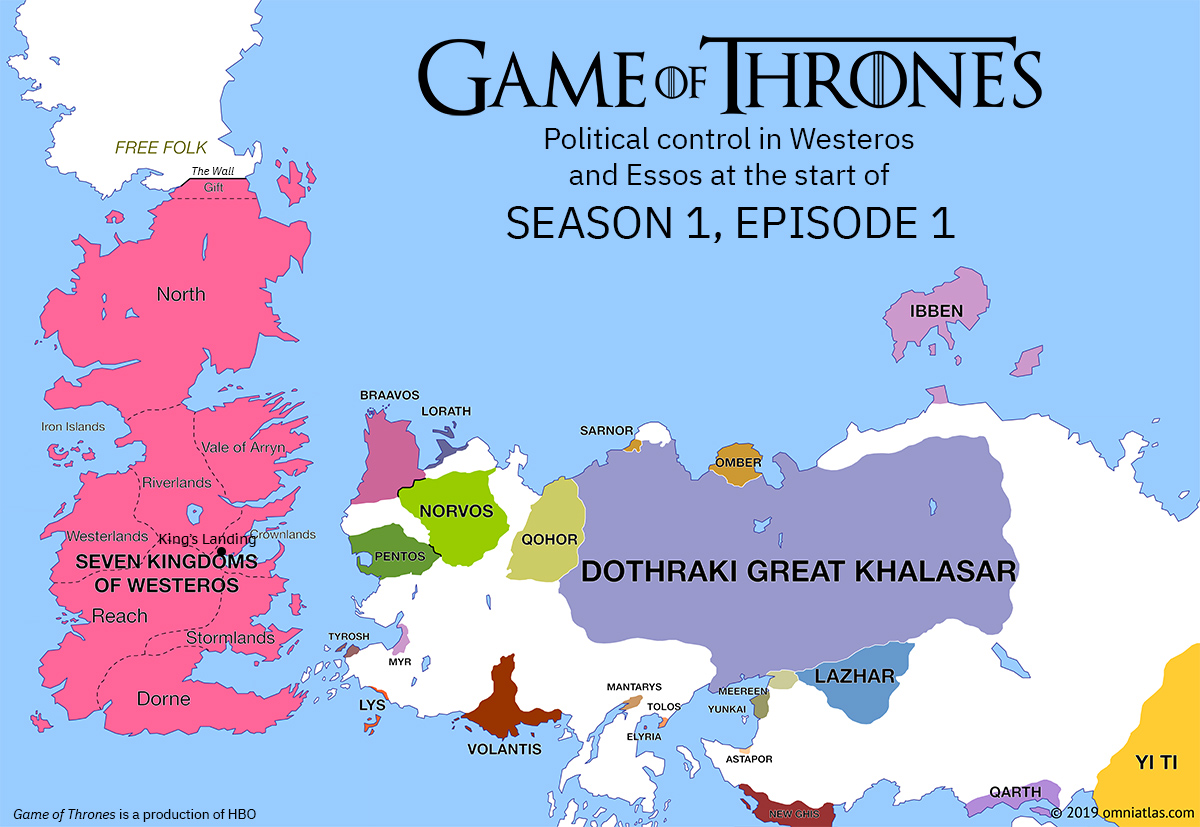 GAME OF THRONES
Political control in Westeros
and Essos at the start of
SEASON 1, EPISODE 1
FREE FOLK
The Wall
Gift
North
IBBEN
BRAAVOS
LORATH
Iron Islands
SARNOR
Vale of Arryn
OMBER
Riverlands
NORVOS
Westerlands
King's Landing
Crownlands
QOHOR
PENTOS
SEVEN KINGDOMS
OF WESTEROS
DOTHRAKI GREAT KHALASAR
Reach
Stormlands
TYROSH
MYR
LAZHAR
MANTARYS
MEEREEN
Dorne
LYS
TOLOS
YUNKAI
ELYRIA
VOLANTIS
ASTAPOR
YI TI
QARTH
NEW GHIS
Game of Thrones is a production of HBO
© 2019 omniatlas.com